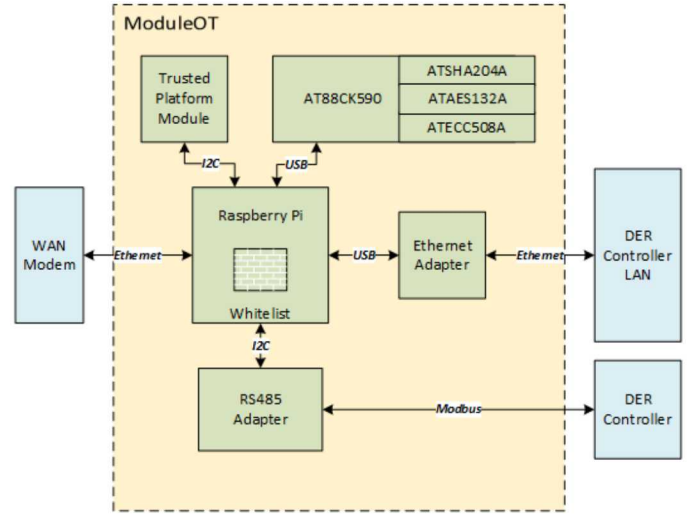 ModuleOT
Trusted
Platform
Module
AT88CK590
ATSHA204A
ATAES132A
ATECC508A
I2C
USB
WAN
Modem
Ethernet
Raspberry Pi
Whitelist
USB
Ethernet
Adapter
Ethernet
DER
Controller
LAN
I2C
RS485
Adapter
Modbus
DER
Controller